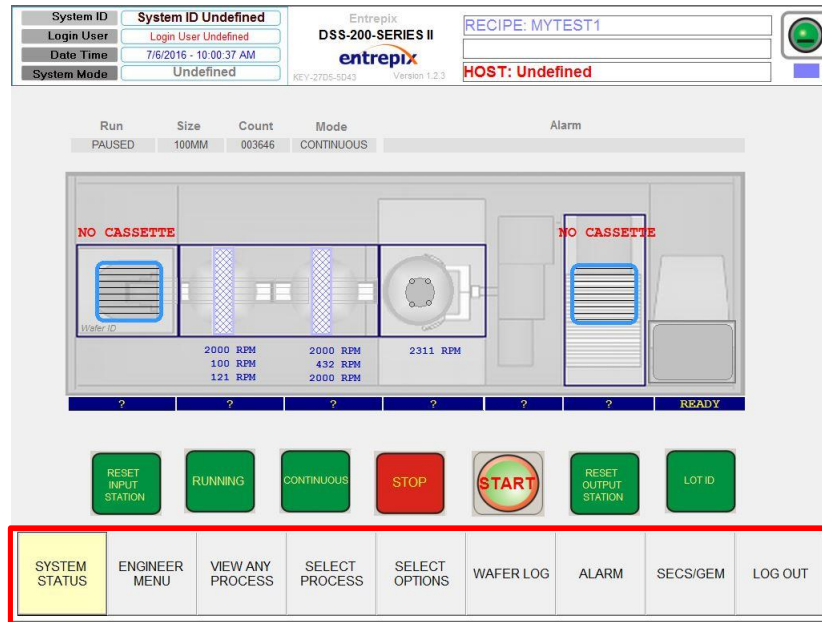 System ID System ID Undefined
Login User Login User Undefined
Date Time 7/6/2016 - 10:00:37 AM
System Mode Undefined
Entrepix
DSS-200-SERIES II
entrepix
KEY-27D5-5D43 Version 1.2.3
RECIPE: MYTEST1
HOST: Undefined
Run Size Count Mode Alarm
PAUSED 100MM 003646 CONTINUOUS
NO CASSETTE
NO CASSETTE
Wafer ID
2000 RPM 2000 RPM 2311 RPM
100 RPM 432 RPM
121 RPM 2000 RPM
? ? ? ? ? ? READY
RESET
INPUT
STATION
RUNNING
CONTINUOUS
STOP
START
RESET
OUTPUT
STATION
LOT ID
SYSTEM
STATUS
ENGINEER
MENU
VIEW ANY
PROCESS
SELECT
PROCESS
SELECT
OPTIONS
WAFER LOG
ALARM
SECS/GEM
LOG OUT